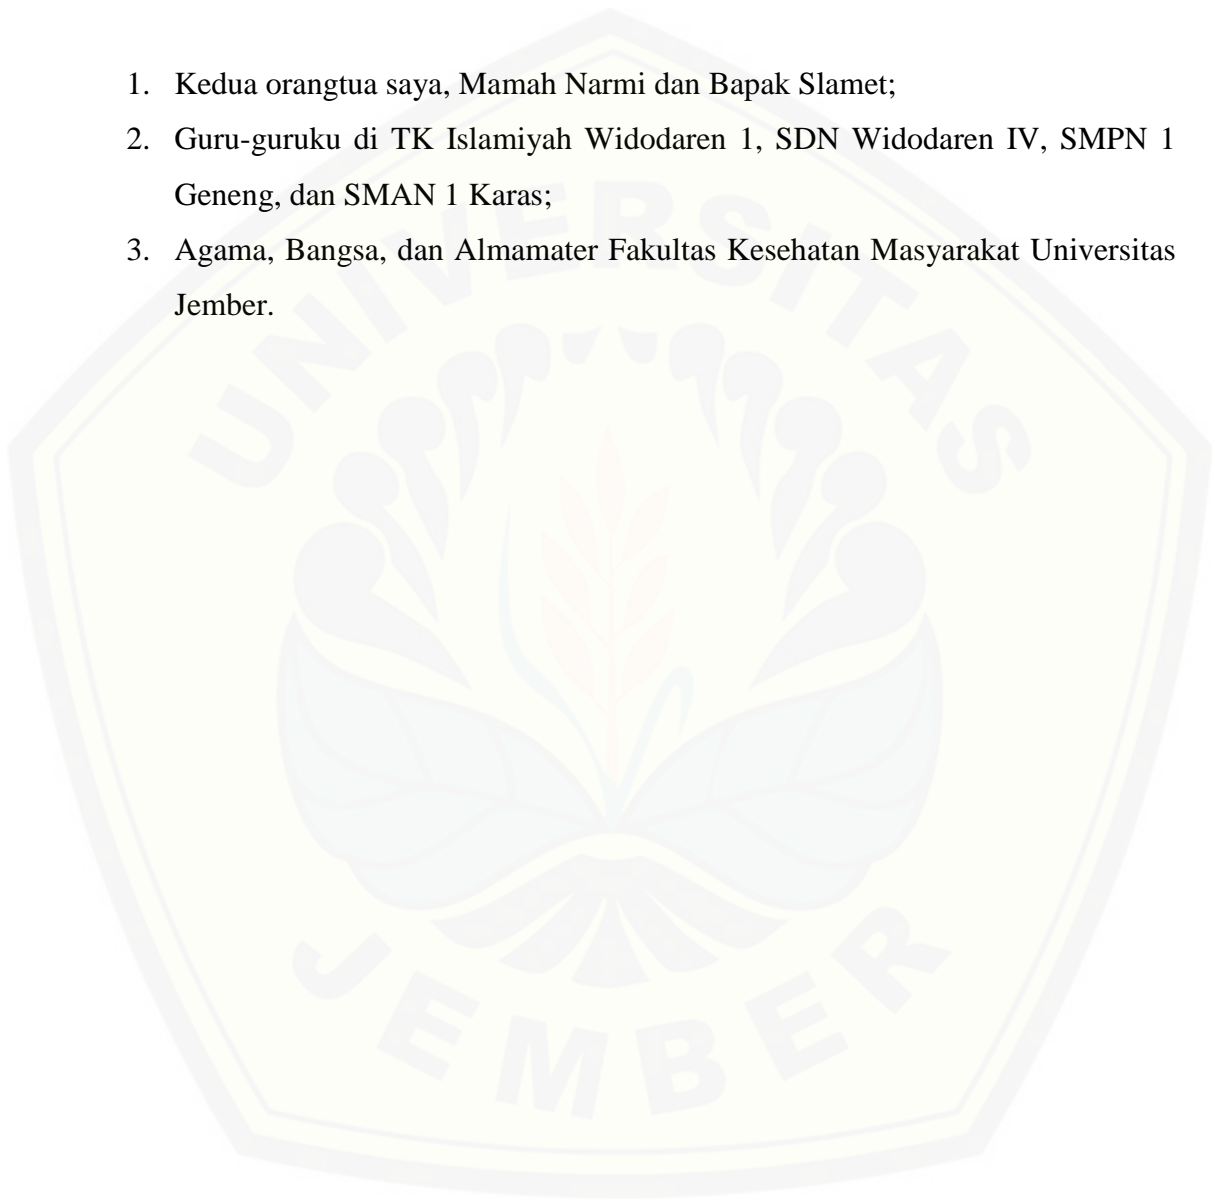 1. Kedua orangtua saya, Mamah Narmi dan Bapak Slamet;
2. Guru-guruku di TK Islamiyah Widodaren 1, SDN Widodaren IV, SMPN 1
Geneng, dan SMAN 1 Karas;
3. Agama, Bangsa, dan Almamater Fakultas Kesehatan Masyarakat Universitas
Jember.
UNIVERSITAS
JEMBER